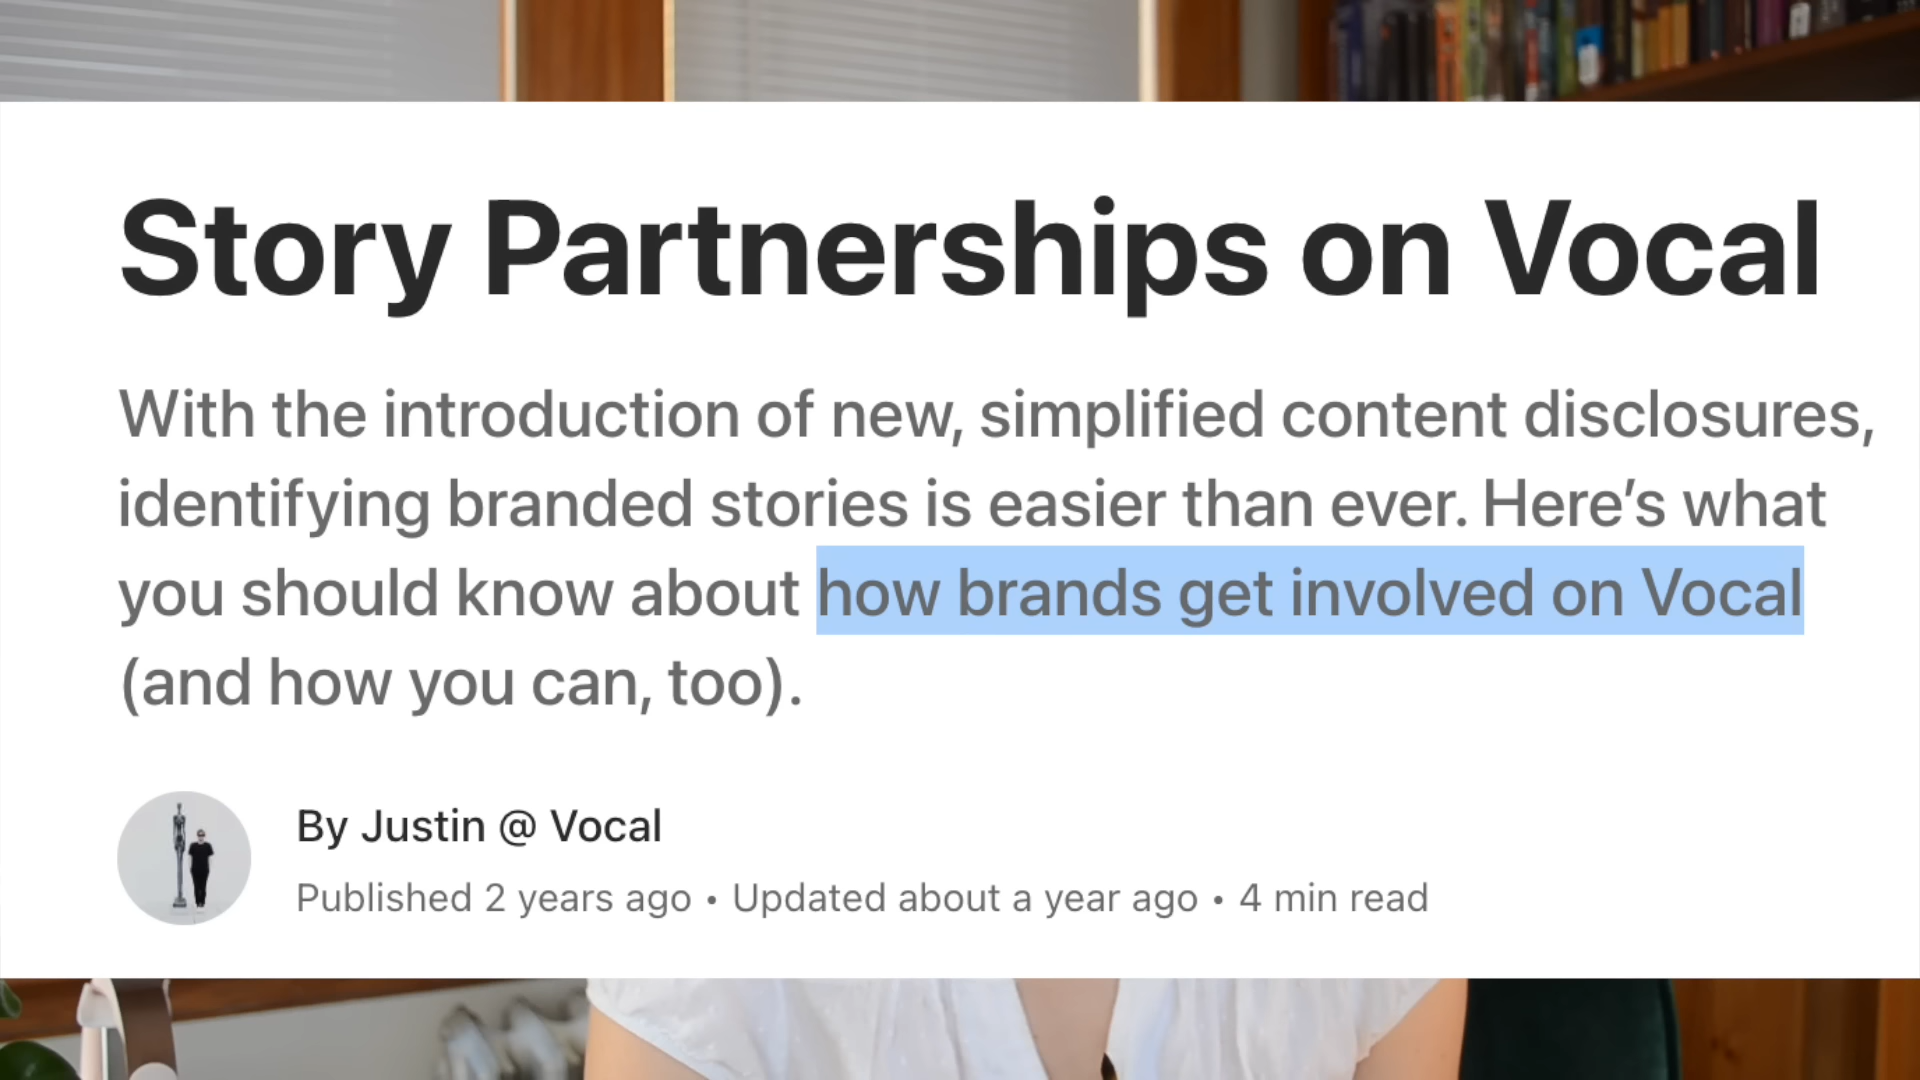 Story Partnerships on Vocal
With the introduction of new, simplified content disclosures,
identifying branded stories is easier than ever. Here’s what
you should know about how brands get involved on Vocal
(and how you can, too).
By Justin @ Vocal
Published 2 years ago • Updated about a year ago • 4 min read